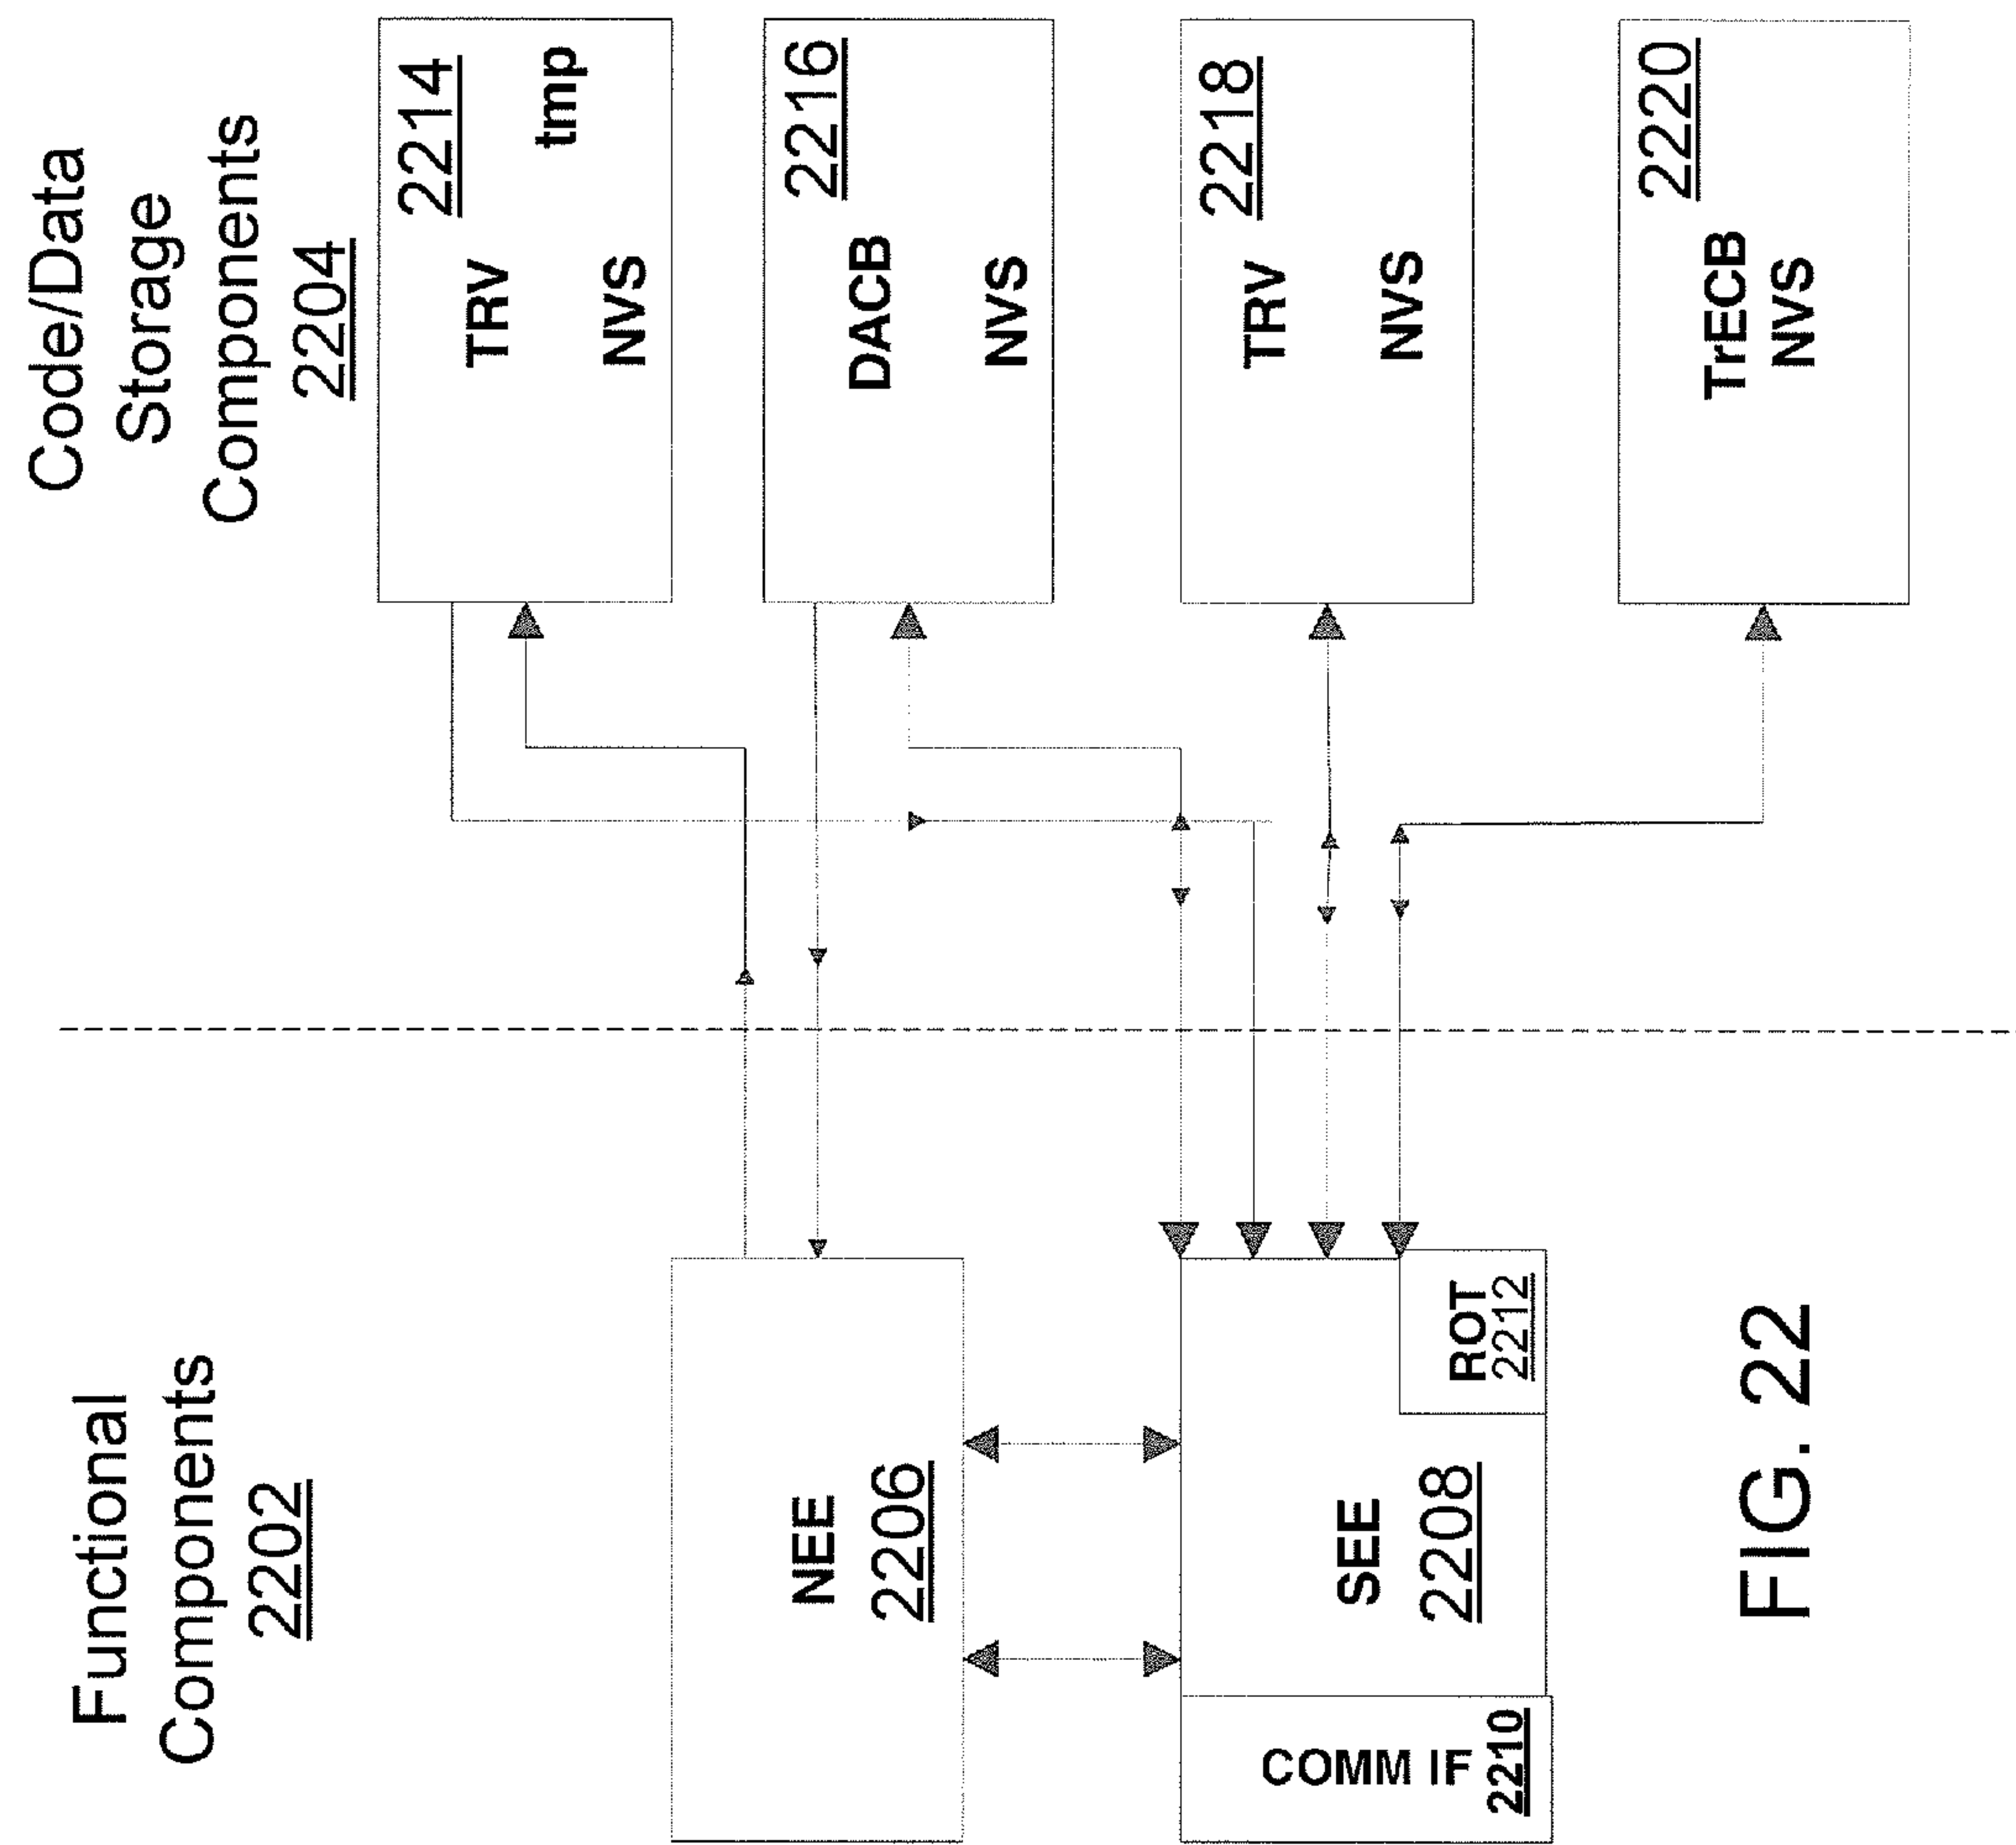 Functional
Components
2202
Code/Data
Storage
Components
2204
NEE
2206
SEE
2208
COMM IF
2210
ROT
2212
2214
TRV
tmp
NVS
2216
DACB
NVS
2218
TRV
NVS
2220
TrECB
NVS
FIG. 22